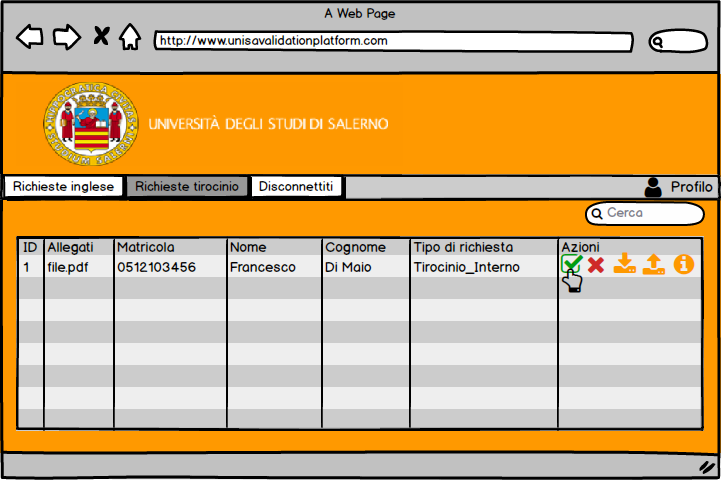 A Web Page
http://www.unisavalidationplatform.com
UNIVERSITÀ DEGLI STUDI DI SALERNO
Richieste inglese Richieste tirocinio Disconnettiti Profilo
Cerca
ID Allegati Matricola Nome Cognome Tipo di richiesta Azioni
1 file.pdf 0512103456 Francesco Di Maio Tirocinio_Interno